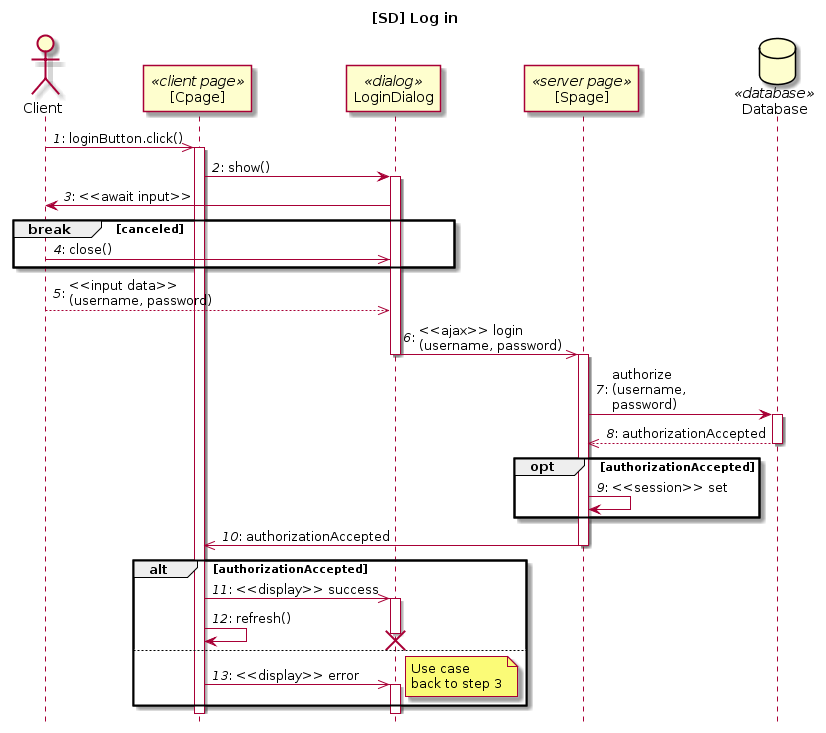 [SD] Log in
Client
«client page»
[Cpage]
«dialog»
LoginDialog
«server page»
[Spage]
«database»
Database
1: loginButton.click()
2: show()
3: <<await input>>
break [canceled]
4: close()
5: <<input data>>
(username, password)
6: <<ajax>> login
(username, password)
7: authorize
(username,
password)
8: authorizationAccepted
opt [authorizationAccepted]
9: <<session>> set
10: authorizationAccepted
alt [authorizationAccepted]
11: <<display>> success
12: refresh()
Use case
back to step 3
13: <<display>> error